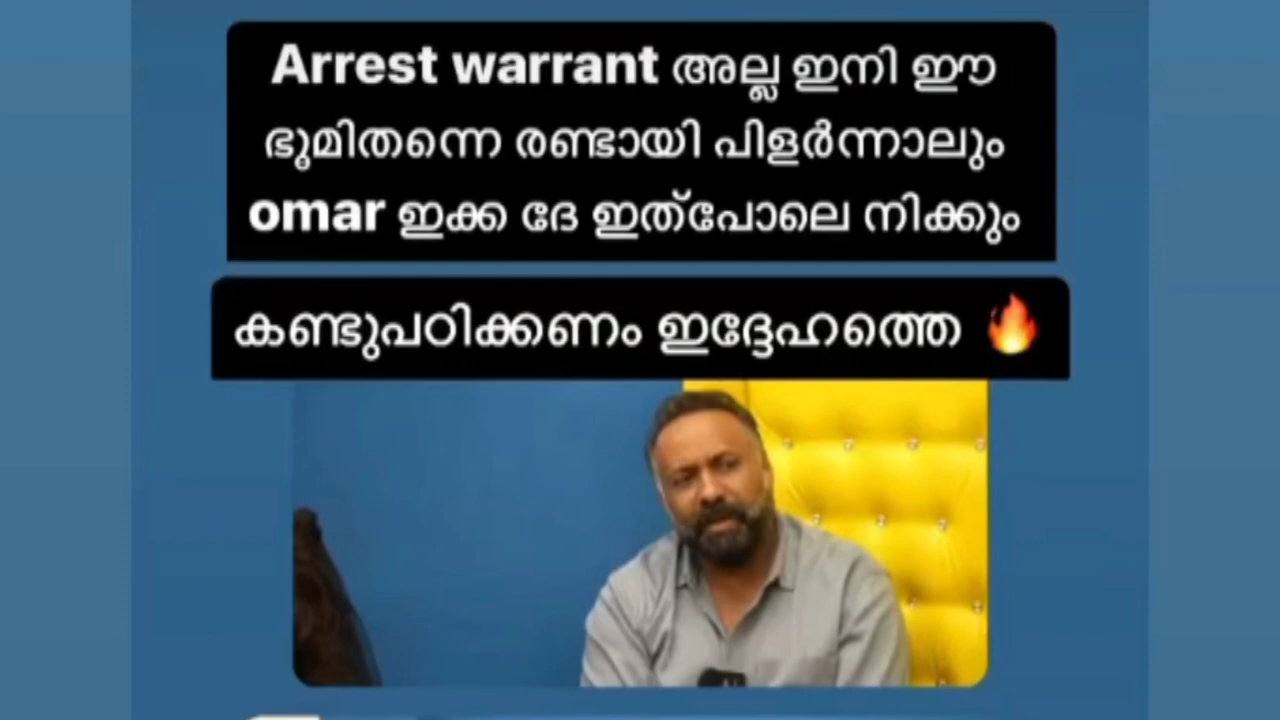 Arrest warrant അല്ല ഇനി ഈ
ഭൂമിതന്നെ രണ്ടായി പിളർന്നാലും
omar ഇക്ക ദേ ഇത്പോലെ നിക്കും
കണ്ടുപഠിക്കണം ഇദ്ദേഹത്തെ 🔥